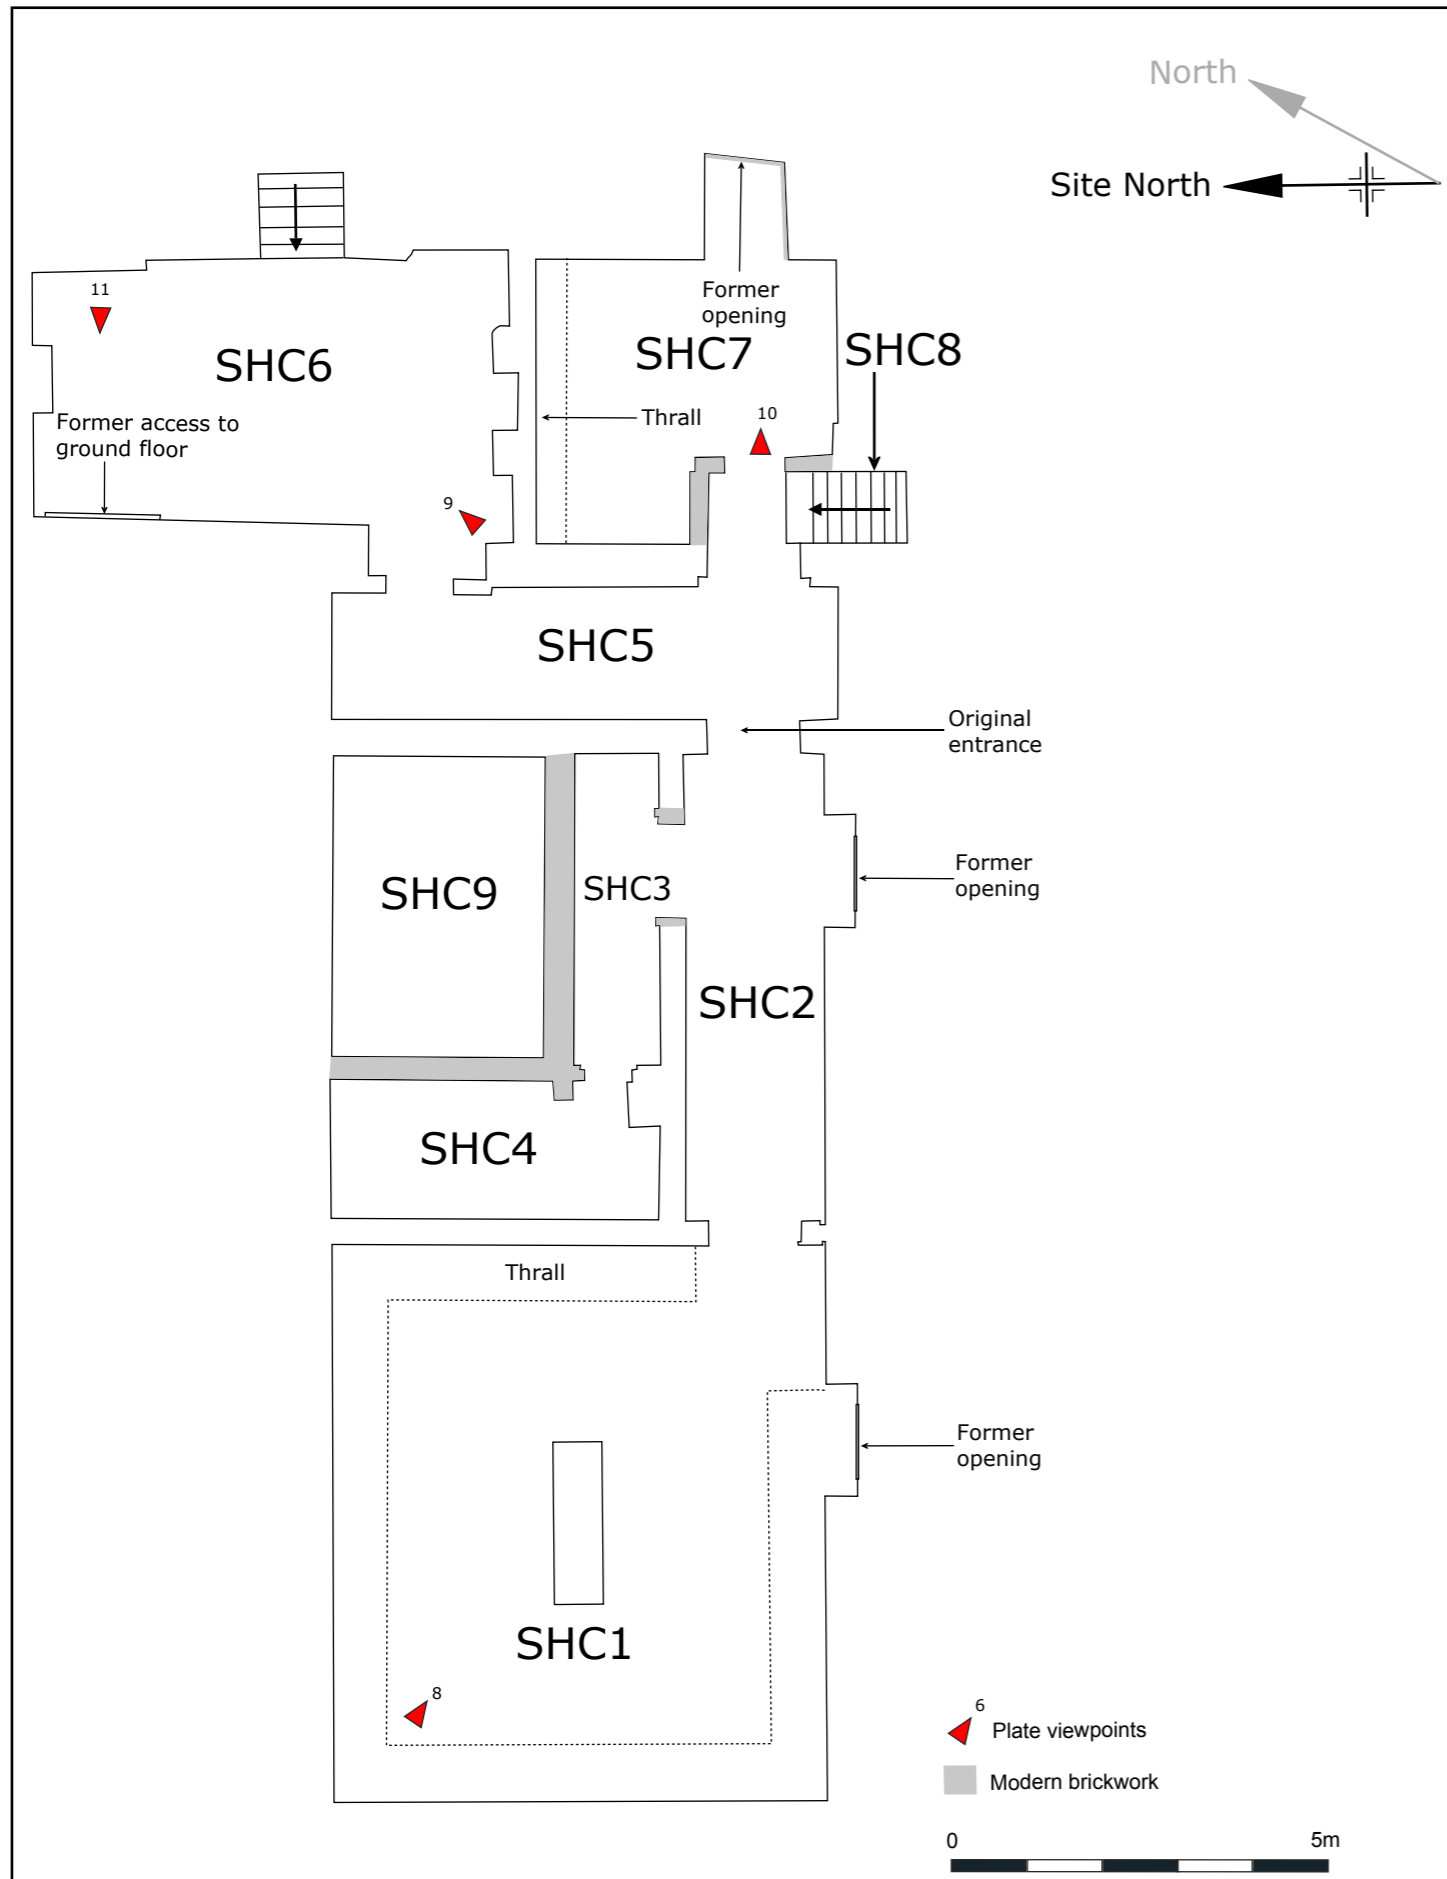 North
Site North
11
SHC6
Former access to
ground floor
9
Former
opening
SHC7
SHC8
Thrall
10
SHC5
Original
entrance
SHC9
SHC3
Former
opening
SHC2
SHC4
Thrall
Former
opening
SHC1
8
6
Plate viewpoints
Modern brickwork
0
5m